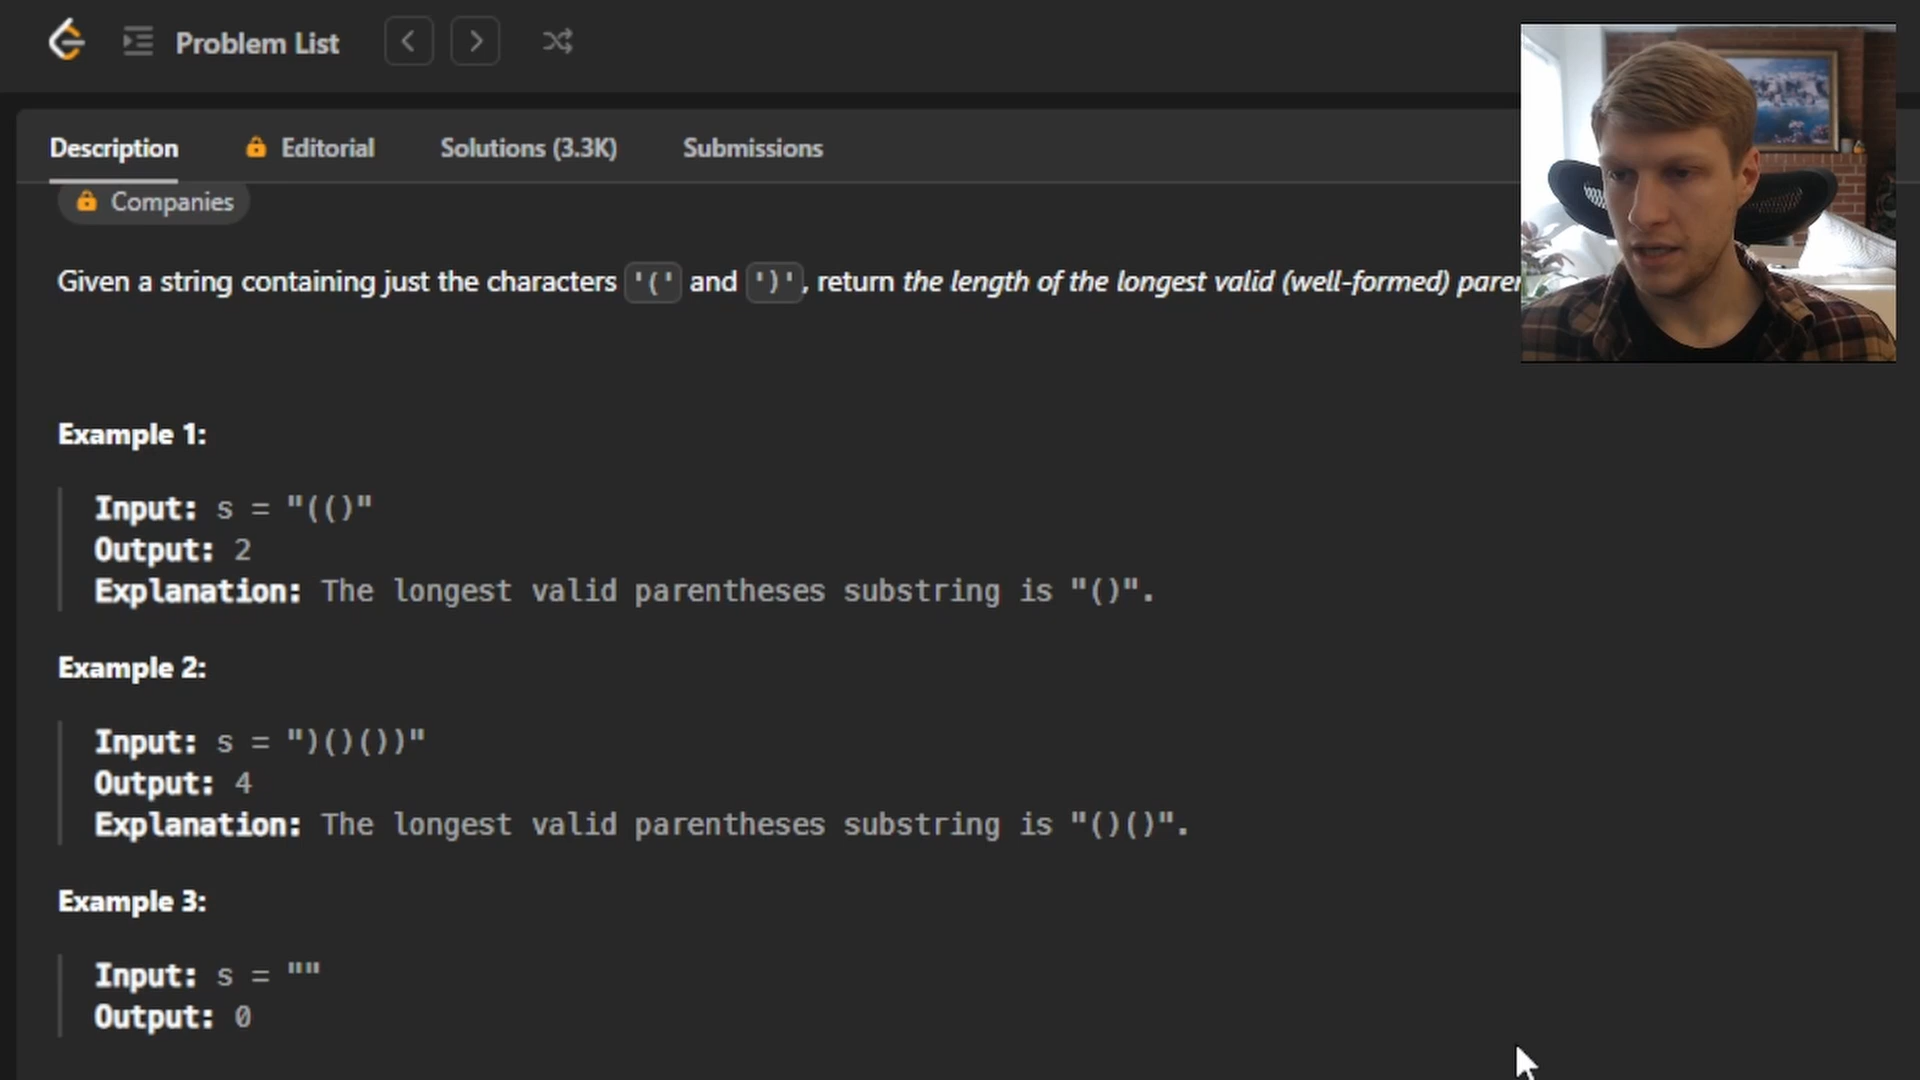 Problem List
Description Editorial Solutions (3.3K) Submissions
Companies
Given a string containing just the characters '(' and ')', return the length of the longest valid (well-formed)
Example 1:
Input: s = "(()"
Output: 2
Explanation: The longest valid parentheses substring is "()".
Example 2:
Input: s = ")()())"
Output: 4
Explanation: The longest valid parentheses substring is "()()".
Example 3:
Input: s = ""
Output: 0